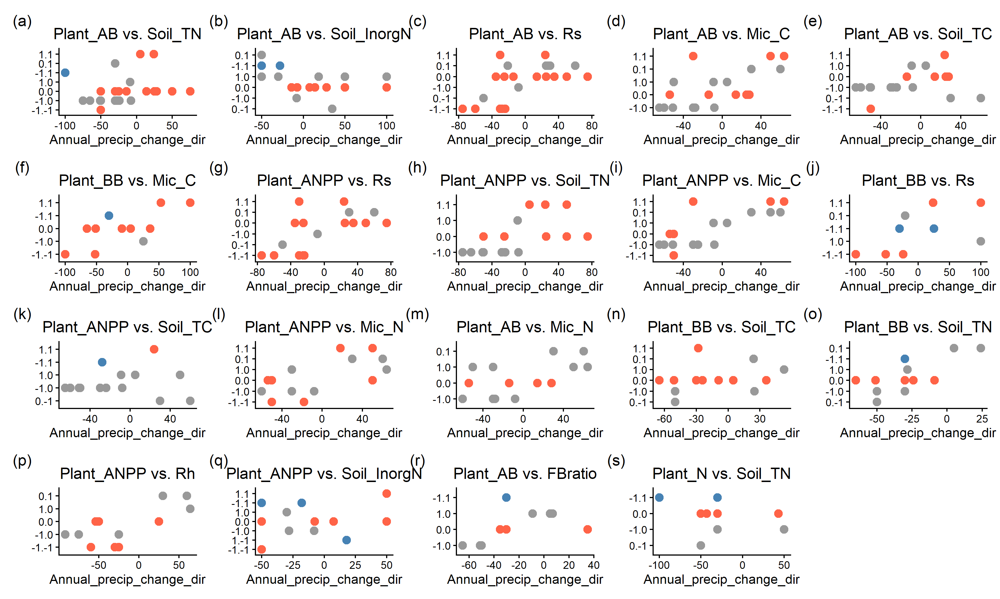 (a)
Plant_AB vs. Soil_TN
1.1
0.1
-1.1
1.0
0.0
-1.0
-1.-1
-100 -50 0 50
Annual_precip_change_dir
(b)
Plant_AB vs. Soil_InorgN
0.1
-1.1
1.0
0.0
-1.0
0.-1
-50 0 50 100
Annual_precip_change_dir
(c)
Plant_AB vs. Rs
1.1
0.1
0.0
-1.0
0.-1
-1.-1
-80 -40 0 40 80
Annual_precip_change_dir
(d)
Plant_AB vs. Mic_C
1.1
0.1
1.0
0.0
-1.0
-40 0 40
Annual_precip_change_dir
(e)
Plant_AB vs. Soil_TC
1.1
1.0
0.0
-1.0
0.-1
-1.-1
-40 0 40
Annual_precip_change_dir
(f)
Plant_BB vs. Mic_C
1.1
-1.1
0.0
-1.0
-1.-1
-100 -50 0 50 100
Annual_precip_change_dir
(g)
Plant_ANPP vs. Rs
1.1
0.1
0.0
-1.0
0.-1
-1.-1
-80 -40 0 40 80
Annual_precip_change_dir
(h)
Plant_ANPP vs. Soil_TN
1.1
1.0
0.0
-1.0
-80 -40 0 40 80
Annual_precip_change_dir
(i)
Plant_ANPP vs. Mic_C
1.1
0.1
1.0
0.0
-1.0
-1.-1
-40 0 40
Annual_precip_change_dir
(j)
Plant_BB vs. Rs
1.1
0.1
-1.1
1.0
-1.-1
-100 -50 0 50 100
Annual_precip_change_dir
(k)
Plant_ANPP vs. Soil_TC
1.1
-1.1
1.0
-1.0
0.-1
-40 0 40
Annual_precip_change_dir
(l)
Plant_ANPP vs. Mic_N
1.1
0.1
1.0
0.0
-1.0
-1.-1
-40 0 40
Annual_precip_change_dir
(m)
Plant_AB vs. Mic_N
0.1
1.0
0.0
-1.0
-40 0 40
Annual_precip_change_dir
(n)
Plant_BB vs. Soil_TC
1.1
0.1
1.0
0.0
-1.0
0.-1
-60 -30 0 30
Annual_precip_change_dir
(o)
Plant_BB vs. Soil_TN
0.1
-1.1
1.0
0.0
-1.0
0.-1
-50 -25 0 25
Annual_precip_change_dir
(p)
Plant_ANPP vs. Rh
0.1
1.0
0.0
-1.0
-1.-1
-50 0 50
Annual_precip_change_dir
(q)
Plant_ANPP vs. Soil_InorgN
1.1
-1.1
1.0
0.0
-1.0
1.-1
-1.-1
-50 -25 0 25 50
Annual_precip_change_dir
(r)
Plant_AB vs. FBratio
-1.1
1.0
0.0
-1.0
-60 -40 -20 0 20 40
Annual_precip_change_dir
(s)
Plant_N vs. Soil_TN
-1.1
0.0
-1.0
0.-1
-100 -50 0 50
Annual_precip_change_dir